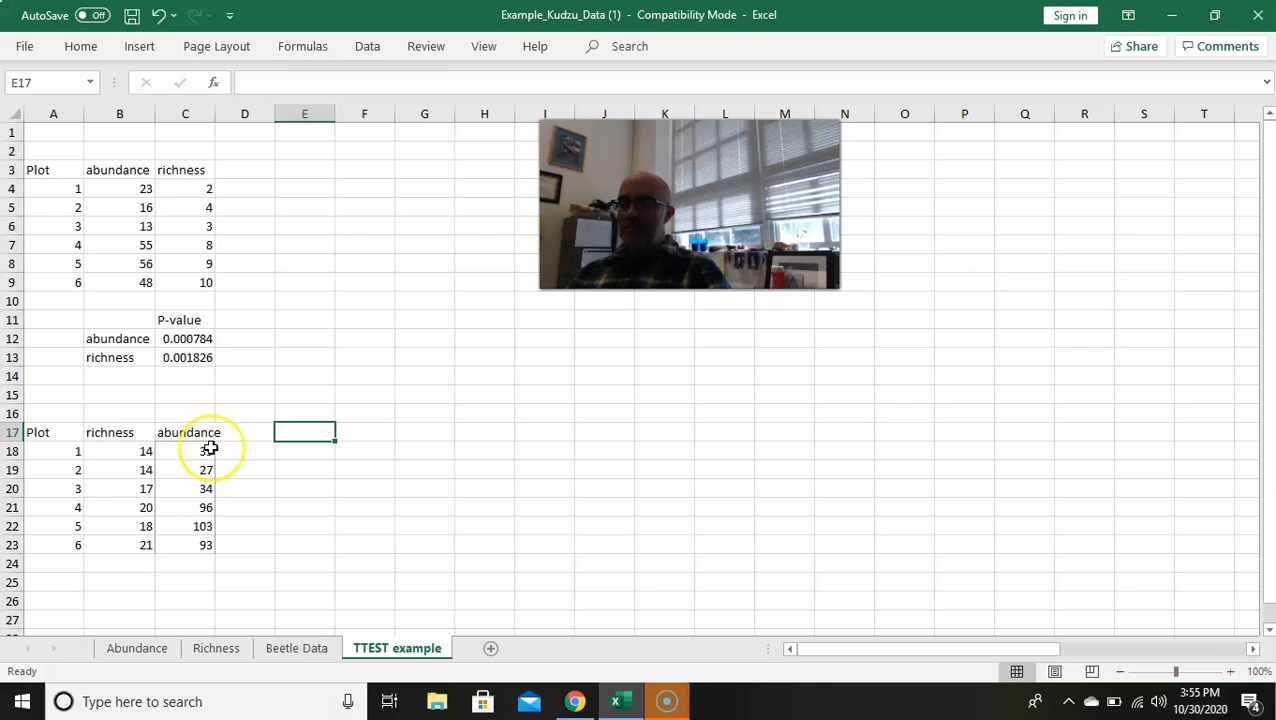 AutoSave Off Example_Kudzu_Data (1) - Compatibility Mode - Excel Sign in
File Home Insert Page Layout Formulas Data Review View Help Search Share Comments
E17 fx
A B C D E F G H I J K L M N O P Q R S T
1
2
3 Plot abundance richness
4 1 23 2
5 2 16 4
6 3 13 3
7 4 55 8
8 5 56 9
9 6 48 10
10
11 P-value
12 abundance 0.000784
13 richness 0.001826
14
15
16
17 Plot richness abundance
18 1 14
19 2 14 27
20 3 17 34
21 4 20 96
22 5 18 103
23 6 21 93
24
25
26
27
Abundance Richness Beetle Data TTEST example
Ready 100%
Type here to search 3:55 PM
10/30/2020 4